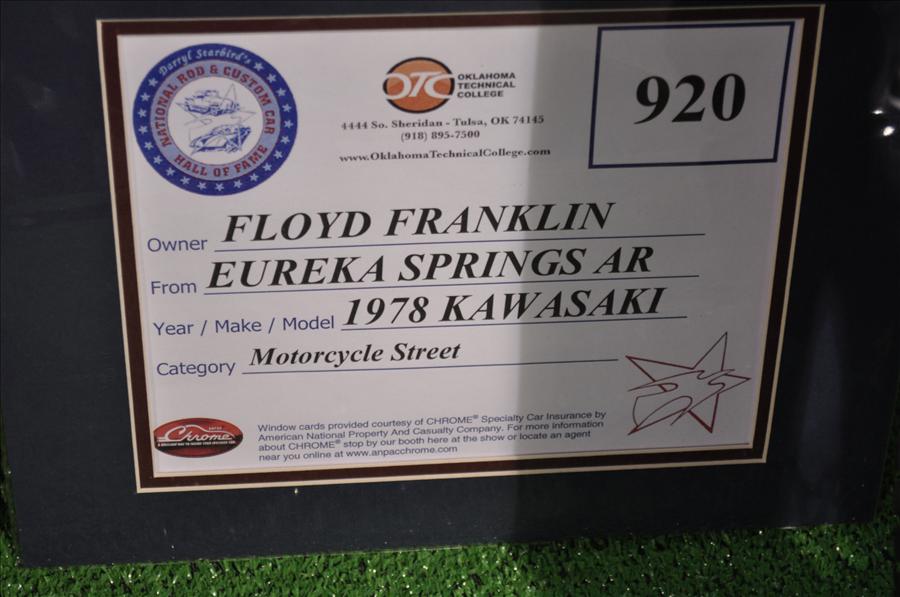 Darryl Starbird's
NATIONAL ROD & CUSTOM CAR
HALL OF FAME
OTC
OKLAHOMA
TECHNICAL
COLLEGE
4444 So. Sheridan - Tulsa, OK 74145
(918) 895-7500
www.OklahomaTechnicalCollege.com
920
Owner FLOYD FRANKLIN
From EUREKA SPRINGS AR
Year / Make / Model 1978 KAWASAKI
Category Motorcycle Street
Chrome
Window cards provided courtesy of CHROME® Specialty Car Insurance by
American National Property And Casualty Company. For more information
about CHROME® stop by our booth here at the show or locate an agent
near you online at www.anpacchrome.com